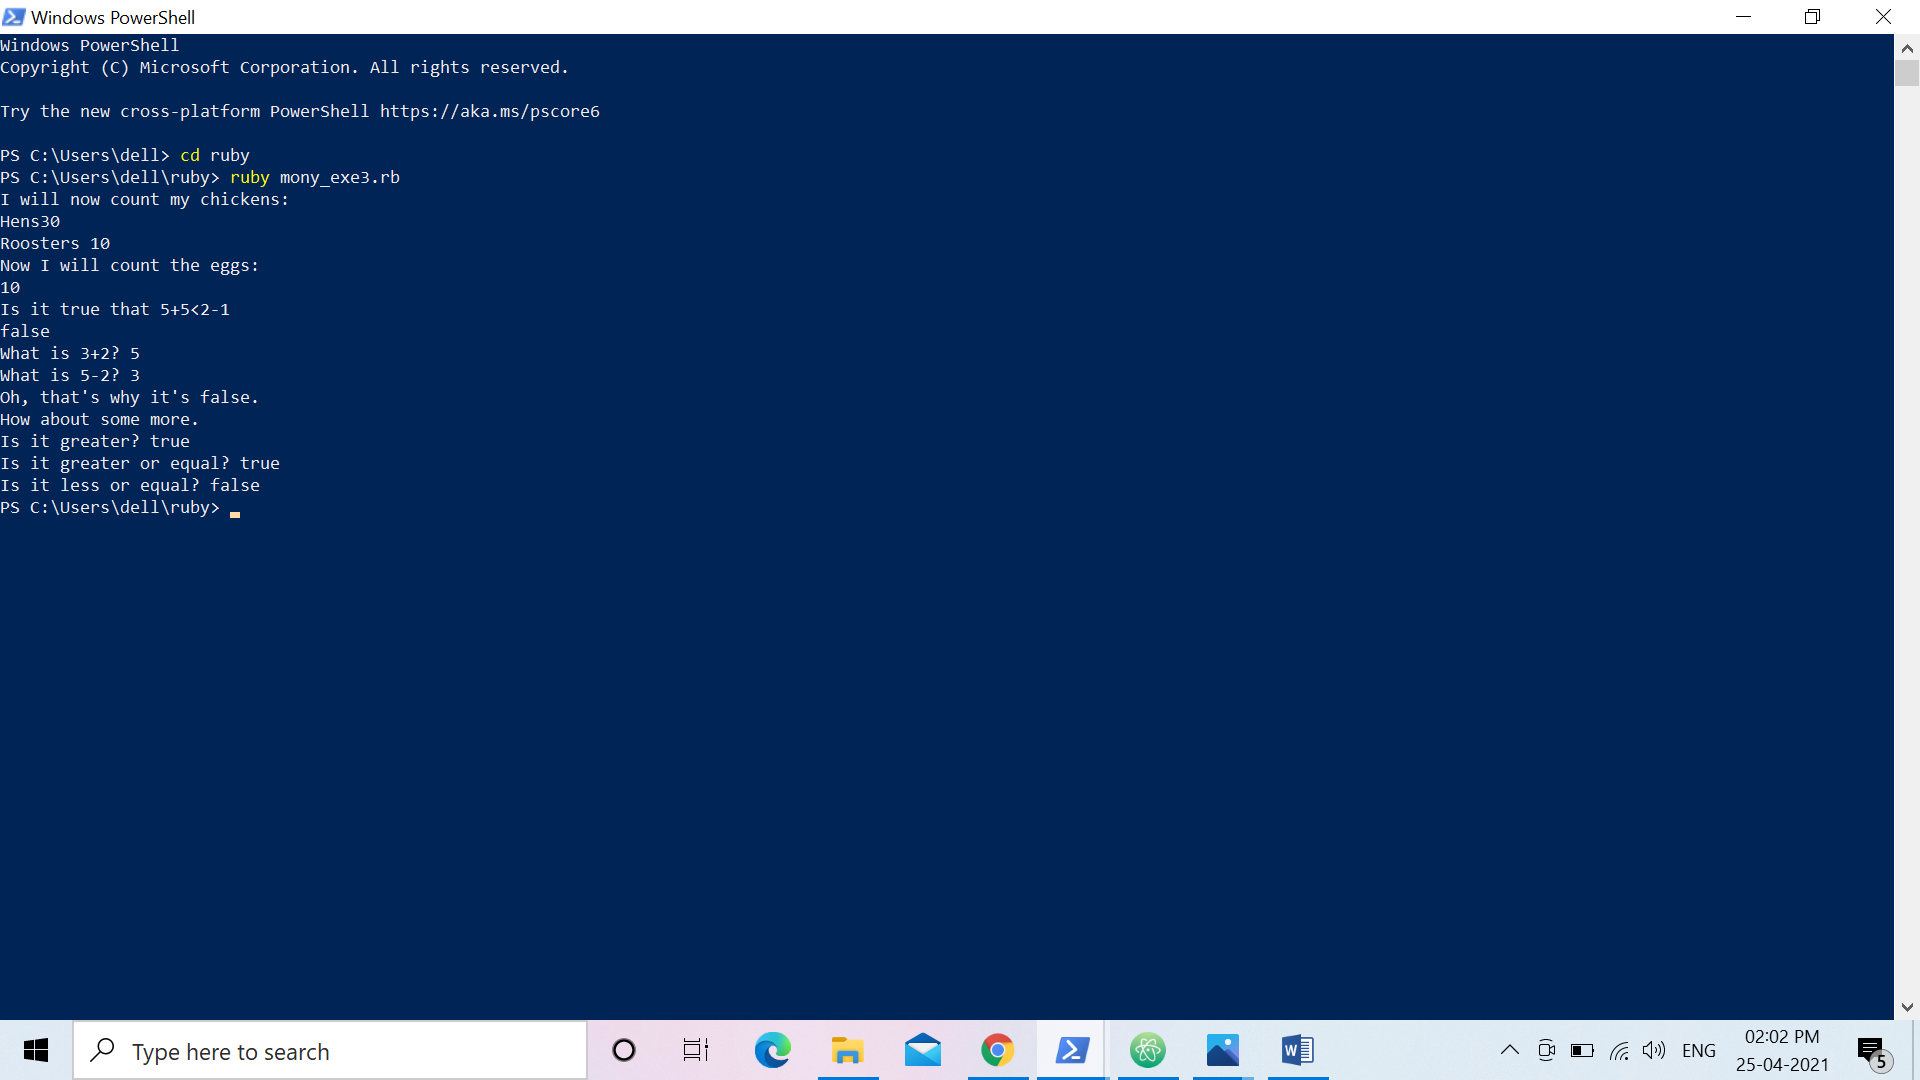 Windows PowerShell
Windows PowerShell
Copyright (C) Microsoft Corporation. All rights reserved.
Try the new cross-platform PowerShell https://aka.ms/pscore6
PS C:\Users\dell> cd ruby
PS C:\Users\dell\ruby> ruby mony_exe3.rb
I will now count my chickens:
Hens30
Roosters 10
Now I will count the eggs:
10
Is it true that 5+5<2-1
false
What is 3+2? 5
What is 5-2? 3
Oh, that's why it's false.
How about some more.
Is it greater? true
Is it greater or equal? true
Is it less or equal? false
PS C:\Users\dell\ruby>
Type here to search
ENG
02:02 PM
25-04-2021
5